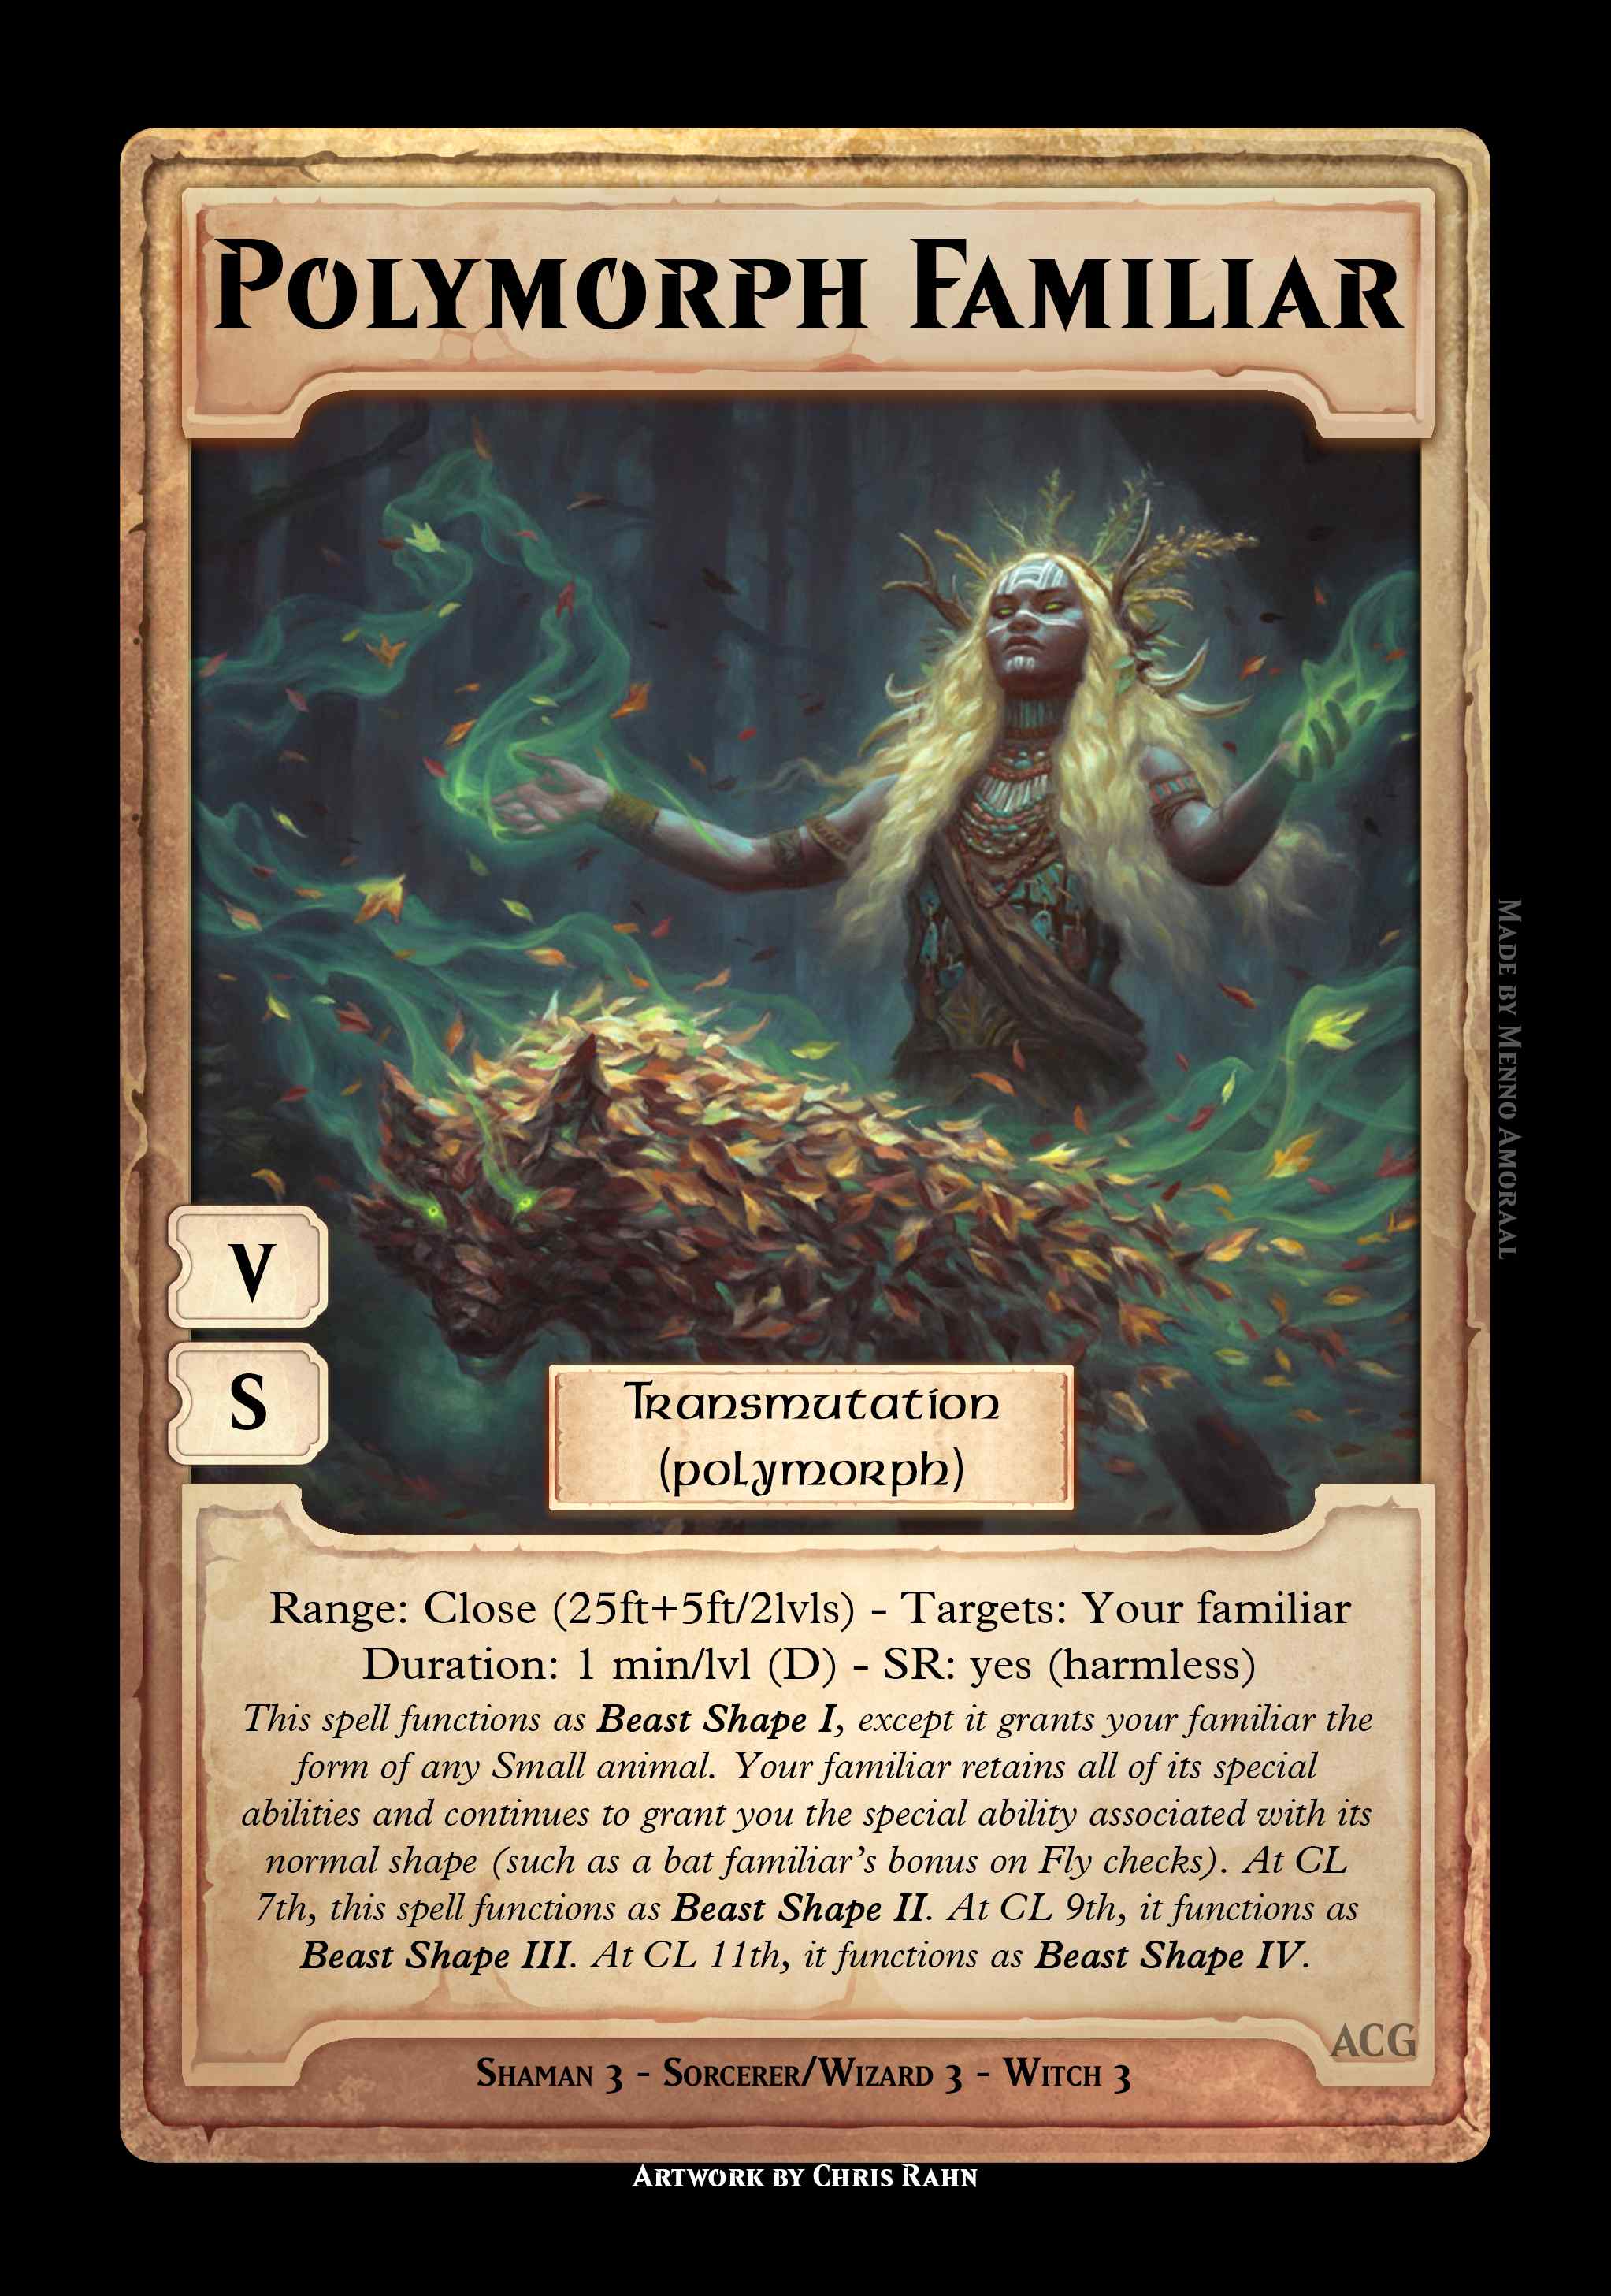 Polymorph Familiar
V
S
Transmutation
(polymorph)
Range: Close (25ft+5ft/2lvls) - Targets: Your familiar
Duration: 1 min/lvl (D) - SR: yes (harmless)
This spell functions as Beast Shape I, except it grants your familiar the
form of any Small animal. Your familiar retains all of its special
abilities and continues to grant you the special ability associated with its
normal shape (such as a bat familiar’s bonus on Fly checks). At CL
7th, this spell functions as Beast Shape II. At CL 9th, it functions as
Beast Shape III. At CL 11th, it functions as Beast Shape IV.
ACG
Shaman 3 - Sorcerer/Wizard 3 - Witch 3
Artwork by Chris Rahn
Made by Menno Amoraal